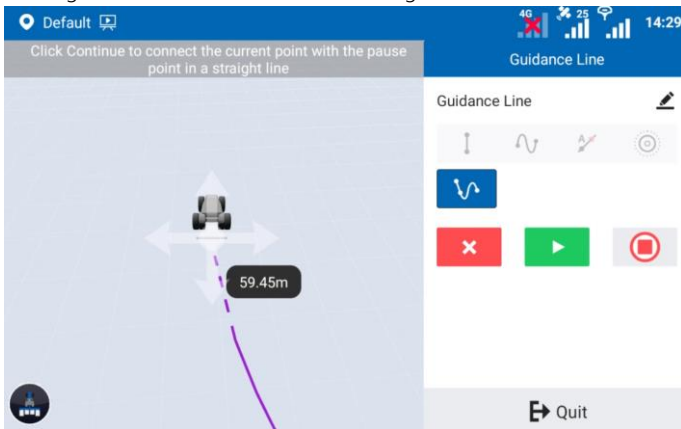 Default
4G
25
14:29
Click Continue to connect the current point with the pause
point in a straight line
Guidance Line
Guidance Line
59.45m
Quit